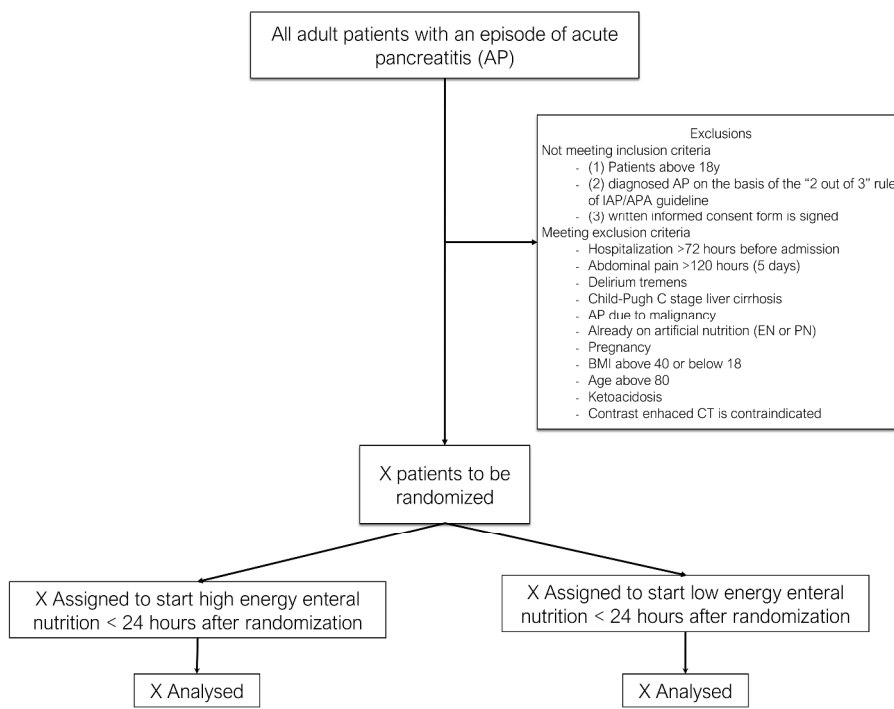 All adult patients with an episode of acute
pancreatitis (AP)
Exclusions
Not meeting inclusion criteria
- (1) Patients above 18y
- (2) diagnosed AP on the basis of the “2 out of 3” rule
of IAP/APA guideline
- (3) written informed consent form is signed
Meeting exclusion criteria
- Hospitalization >72 hours before admission
- Abdominal pain >120 hours (5 days)
- Delirium tremens
- Child-Pugh C stage liver cirrhosis
- AP due to malignancy
- Already on artificial nutrition (EN or PN)
- Pregnancy
- BMI above 40 or below 18
- Age above 80
- Ketoacidosis
- Contrast enhaced CT is contraindicated
X patients to be
randomized
X Assigned to start high energy enteral
nutrition < 24 hours after randomization
X Assigned to start low energy enteral
nutrition < 24 hours after randomization
X Analysed
X Analysed